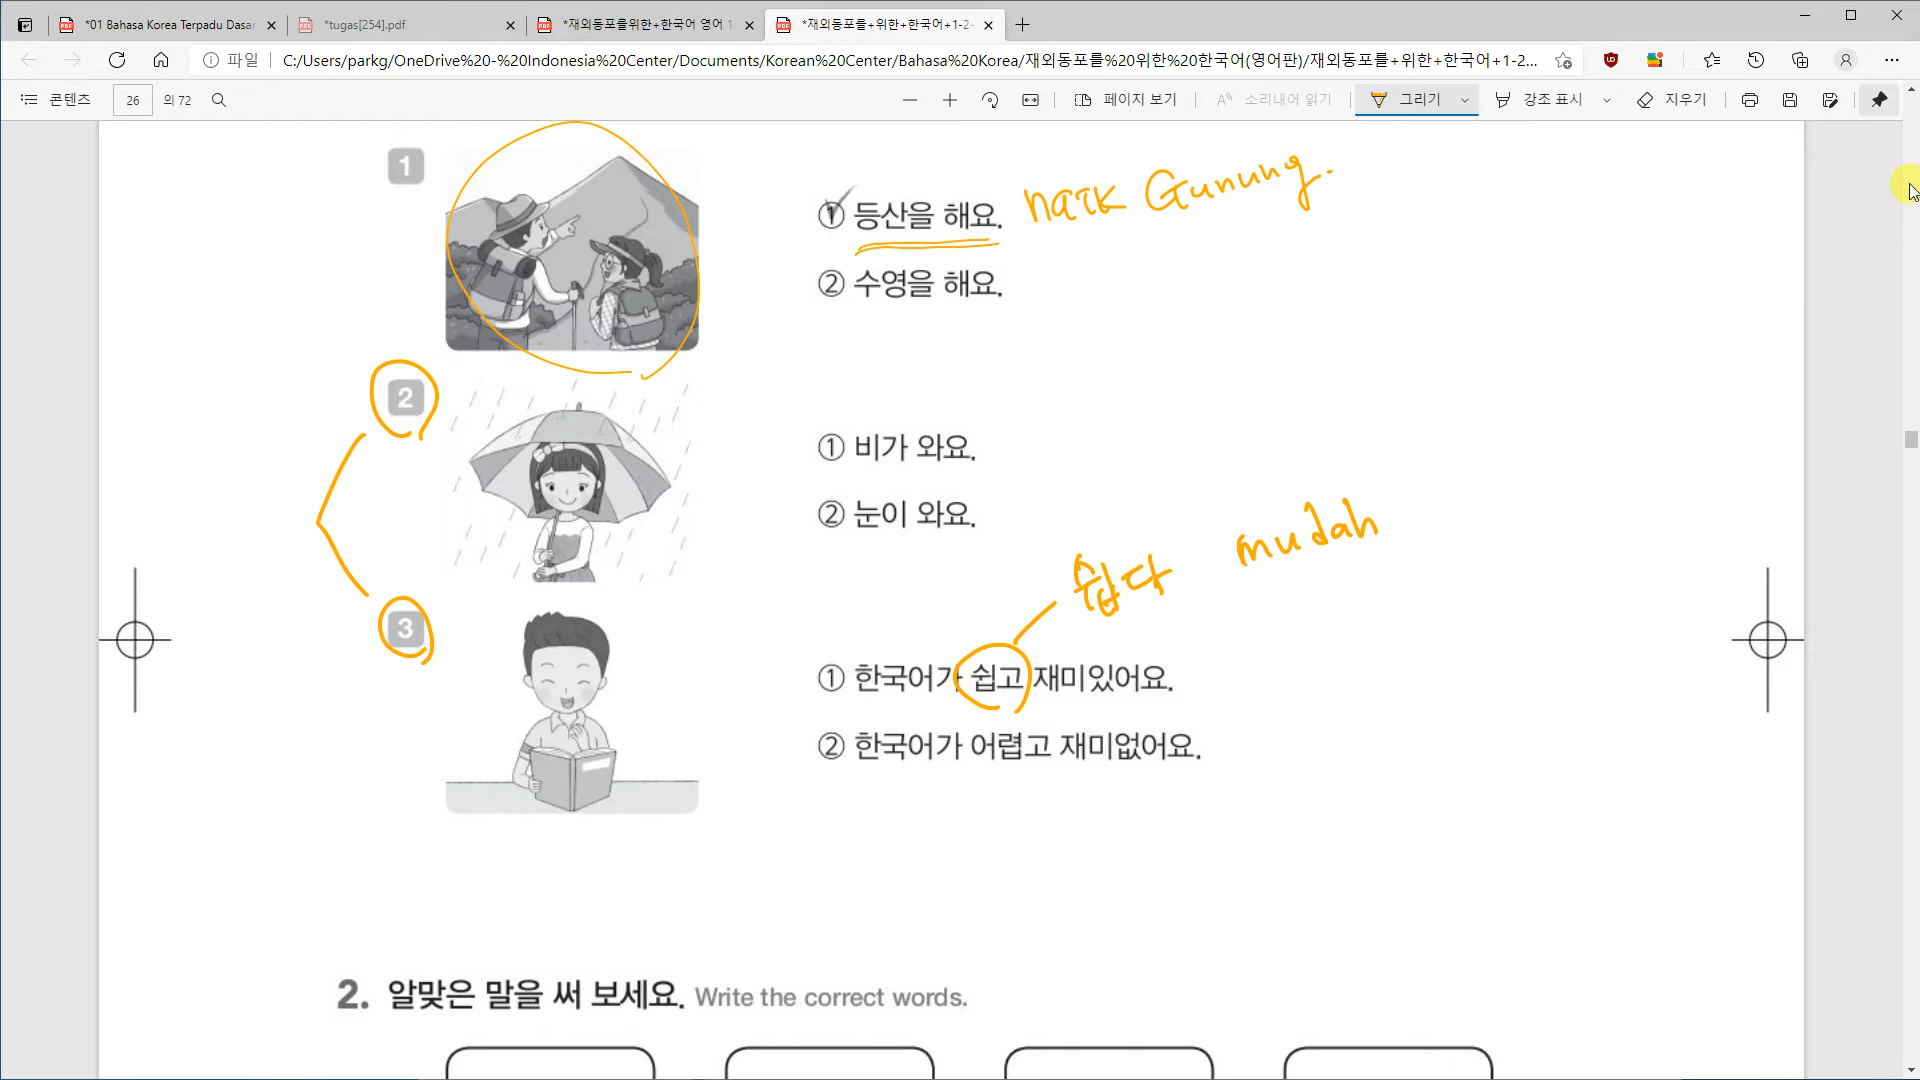 *01 Bahasa Korea Terpadu Dasar
*tugas[254].pdf
*재외동포를위한+한국어 영어 1
*재외동포를+위한+한국어+1-2-
파일
C:/Users/parkg/OneDrive%20-%20Indonesia%20Center/Documents/Korean%20Center/Bahasa%20Korea/재외동포를%20위한%20한국어(영어판)/재외동포를+위한+한국어+1-2...
콘텐츠 26 의 72 페이지 보기 소리내어 읽기 그리기 강조 표시 지우기
1
① 등산을 해요. naik Gunung.
② 수영을 해요.
2
① 비가 와요.
② 눈이 와요.
쉽다 mudah
3
① 한국어가 쉽고 재미있어요.
② 한국어가 어렵고 재미없어요.
2. 알맞은 말을 써 보세요. Write the correct words.